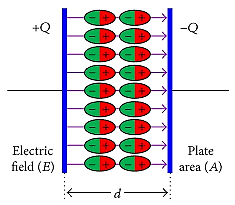 +Q
−Q
Electric
field (E)
Plate
area (A)
d
− + − +
− + − +
− + − +
− + − +
− + − +
− + − +
− + − +
− + − +
− + − +